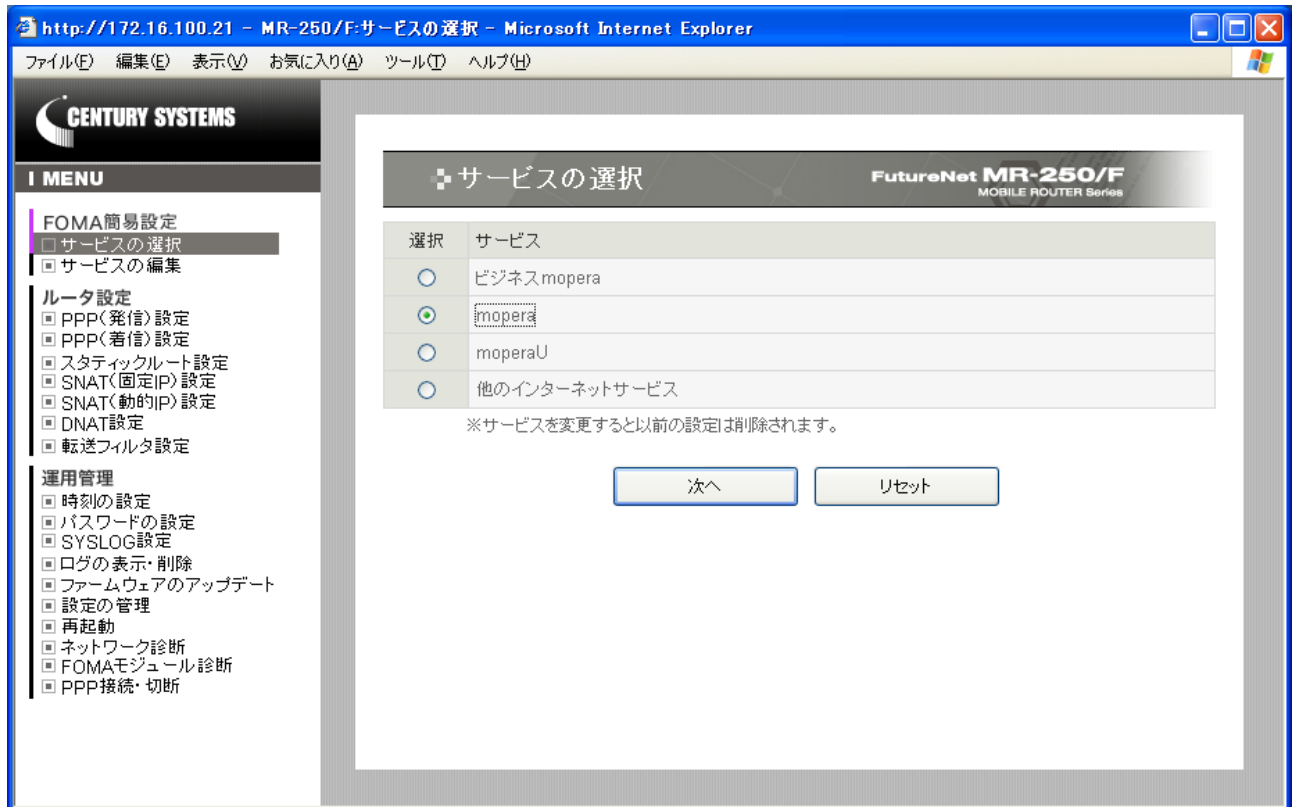 http://172.16.100.21 - MR-250/F:サービスの選択 - Microsoft Internet Explorer
ファイル(F) 編集(E) 表示(V) お気に入り(A) ツール(T) ヘルプ(H)
CENTURY SYSTEMS
MENU
FOMA簡易設定
サービスの選択
サービスの編集
ルータ設定
PPP(発信)設定
PPP(着信)設定
スタティックルート設定
SNAT(固定IP)設定
SNAT(動的IP)設定
DNAT設定
転送フィルタ設定
運用管理
時刻の設定
パスワードの設定
SYSLOG設定
ログの表示・削除
ファームウェアのアップデート
設定の管理
再起動
ネットワーク診断
FOMAモジュール診断
PPP接続・切断
サービスの選択
FutureNet MR-250/F
MOBILE ROUTER Series
選択 サービス
ビジネスmopera
mopera
moperaU
他のインターネットサービス
※サービスを変更すると以前の設定は削除されます。
次へ リセット